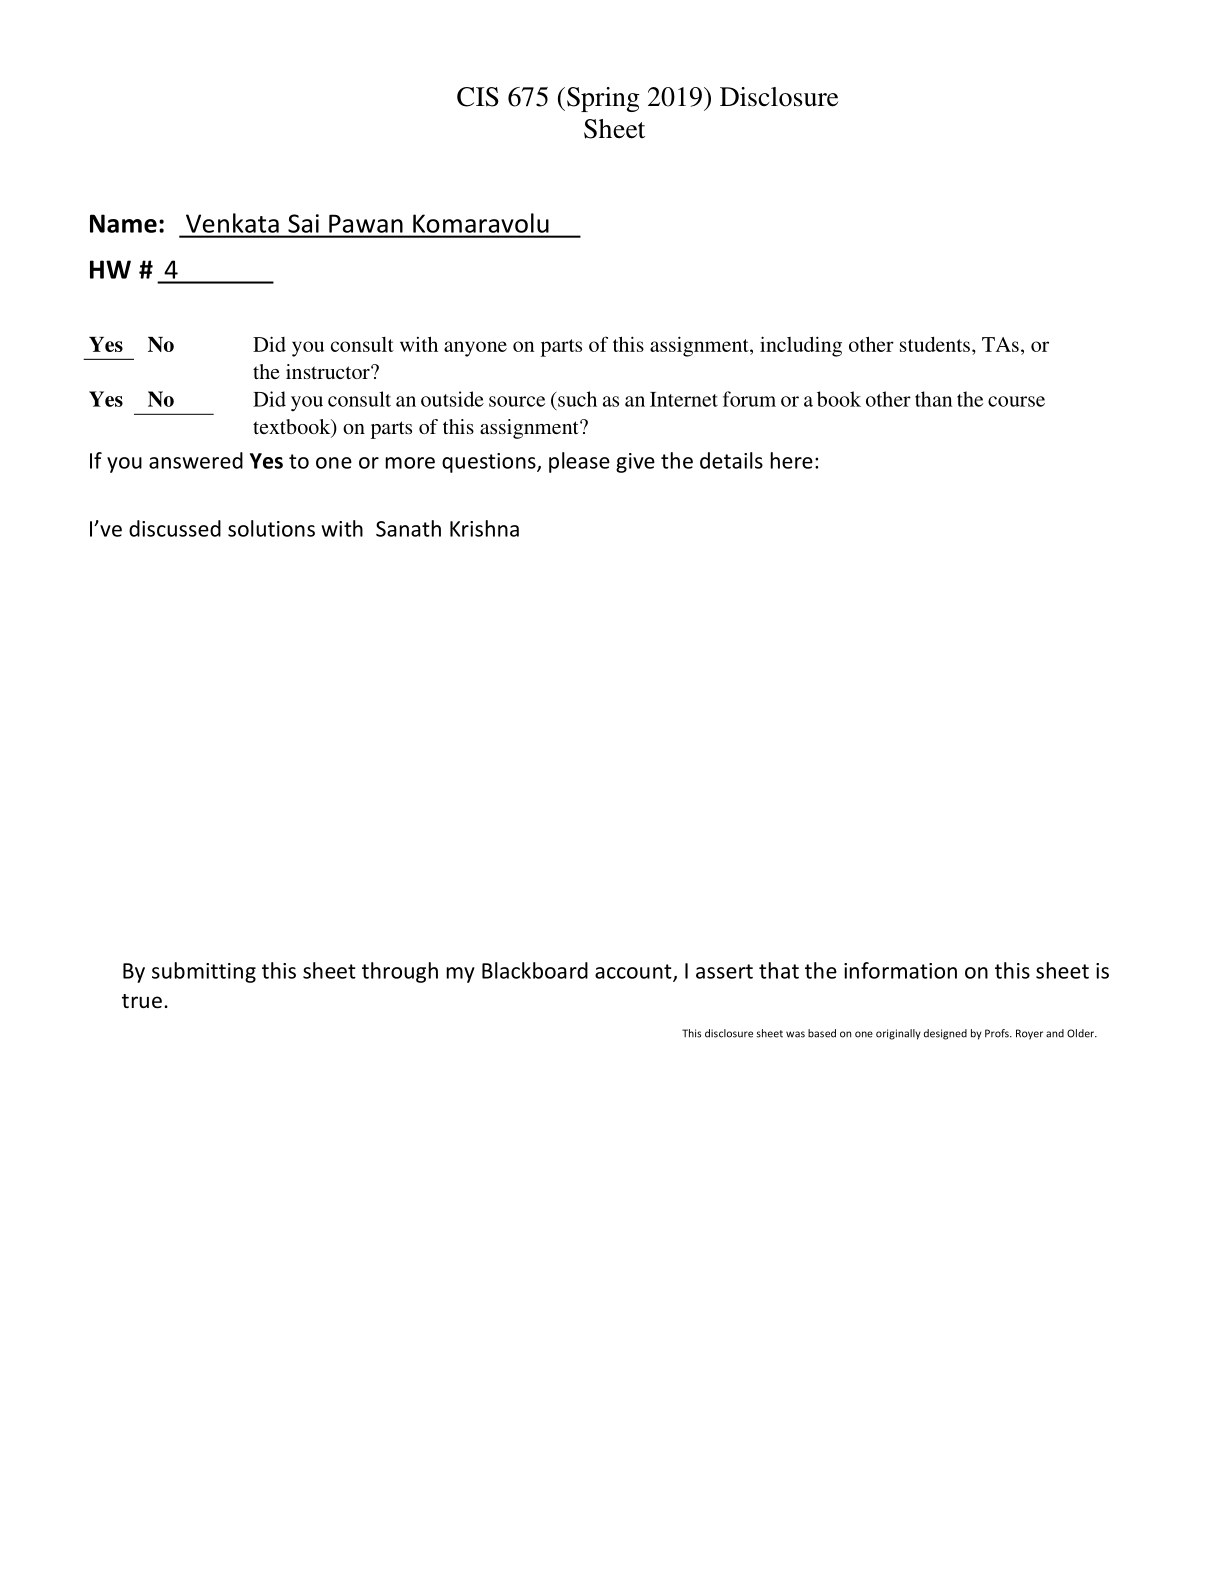 CIS 675 (Spring 2019) Disclosure
Sheet
Name: Venkata Sai Pawan Komaravolu
HW # 4
Yes No Did you consult with anyone on parts of this assignment, including other students, TAs, or
the instructor?
Yes No Did you consult an outside source (such as an Internet forum or a book other than the course
textbook) on parts of this assignment?
If you answered Yes to one or more questions, please give the details here:
I’ve discussed solutions with  Sanath Krishna
By submitting this sheet through my Blackboard account, I assert that the information on this sheet is
true.
This disclosure sheet was based on one originally designed by Profs. Royer and Older.